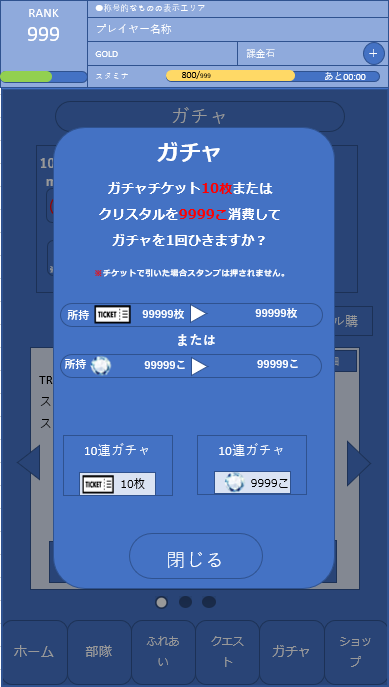 RANK
999
●称号的なものの表示エリア
プレイヤー名称
GOLD
課金石
+
スタミナ
800/999
あと00:00
ガチャ
10
ガチャ
ガチャチケット10枚または
クリスタルを9999こ消費して
ガチャを1回ひきますか？
※チケットで引いた場合スタンプは押されません。
所持 TICKET 99999枚 99999枚
または
所持 99999こ 99999こ
ル購
TR
ス
ス
10連ガチャ
TICKET 10枚
10連ガチャ
9999こ
閉じる
ホーム
部隊
ふれあ
い
クエス
ト
ガチャ
ショッ
プ